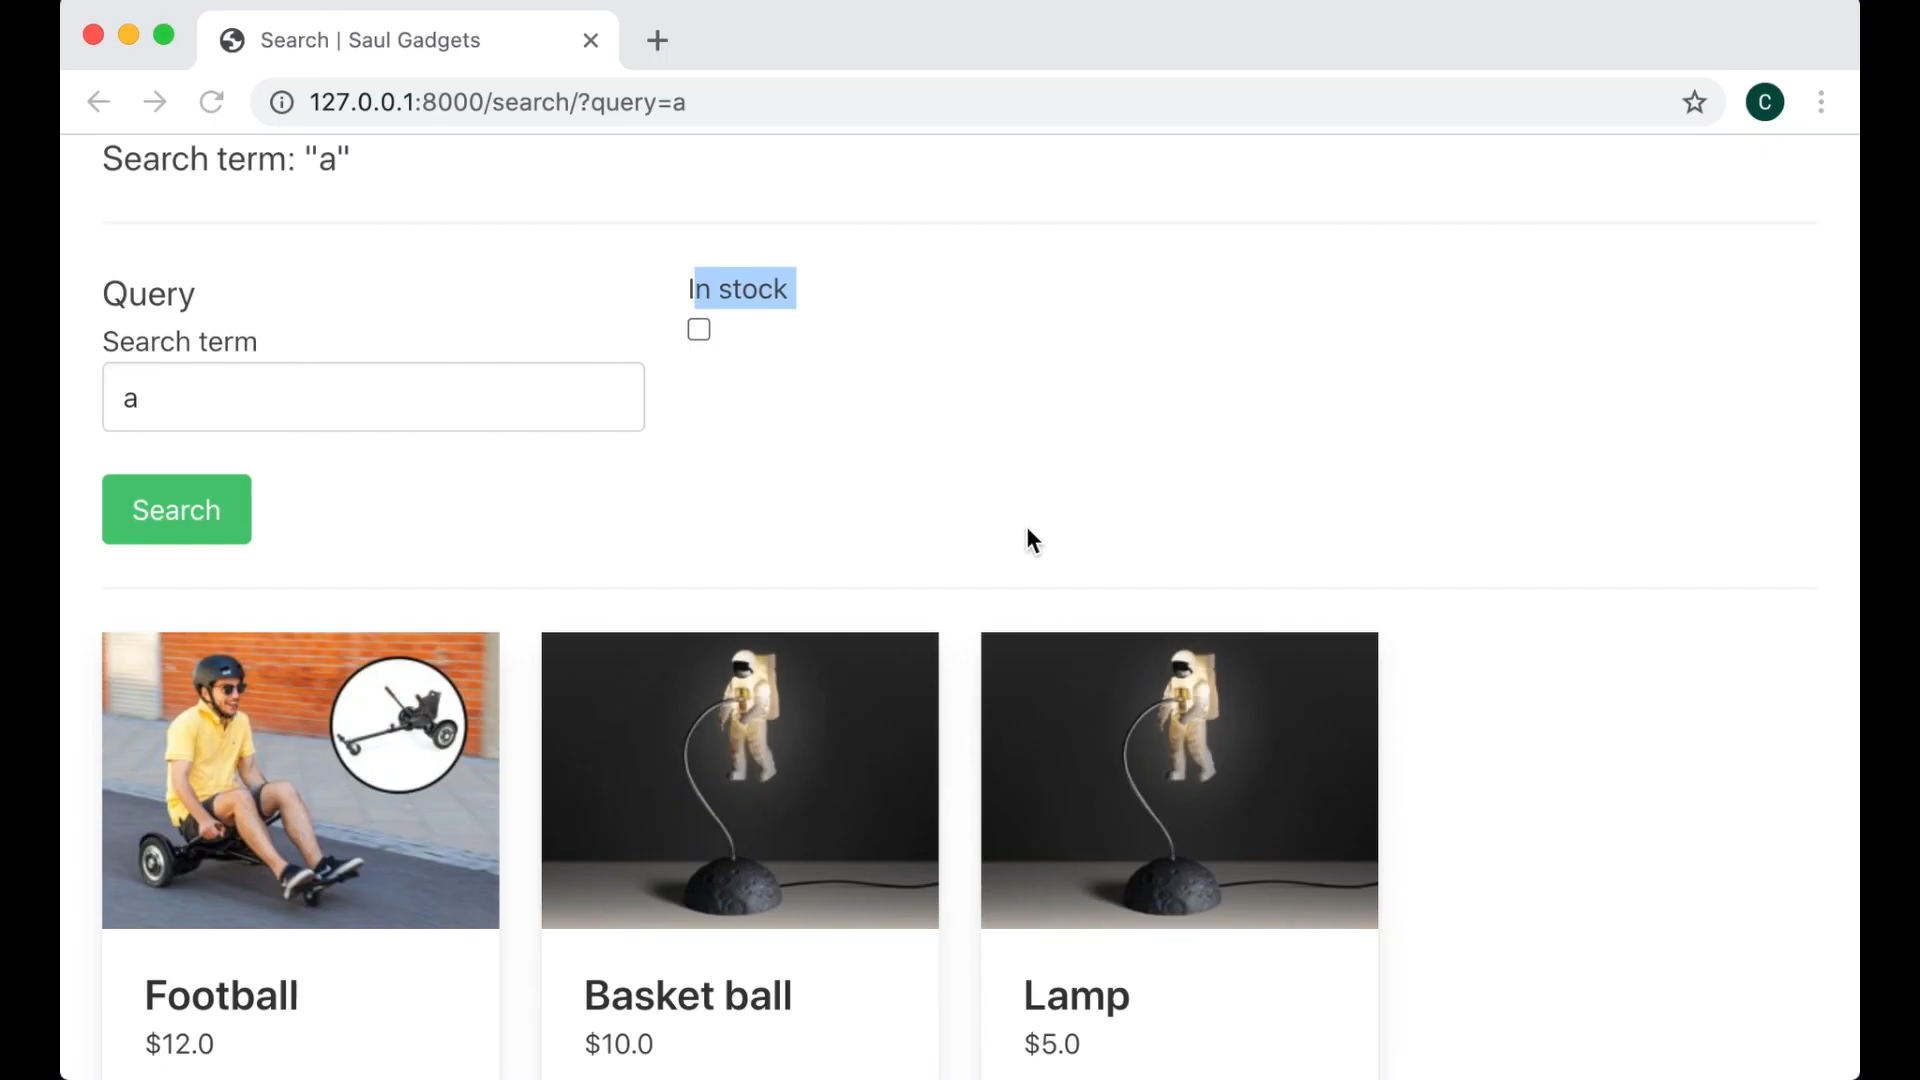 Search | Saul Gadgets
127.0.0.1:8000/search/?query=a
C
Search term: "a"
Query
In stock
Search term
a
Search
Football
$12.0
Basket ball
$10.0
Lamp
$5.0